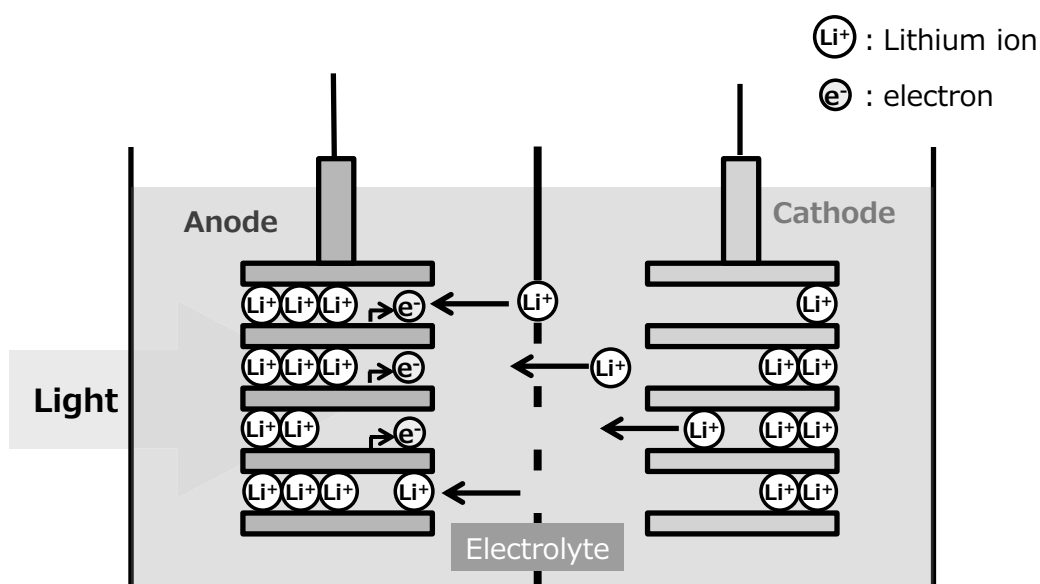 Li⁺ : Lithium ion
e⁻ : electron
Anode
Cathode
Li⁺ Li⁺ Li⁺ e⁻ Li⁺ Li⁺
Li⁺ Li⁺ Li⁺ e⁻ Li⁺ Li⁺ Li⁺
Light
Li⁺ Li⁺ e⁻ Li⁺ Li⁺ Li⁺
Li⁺ Li⁺ Li⁺ Li⁺ Li⁺ Li⁺
Electrolyte